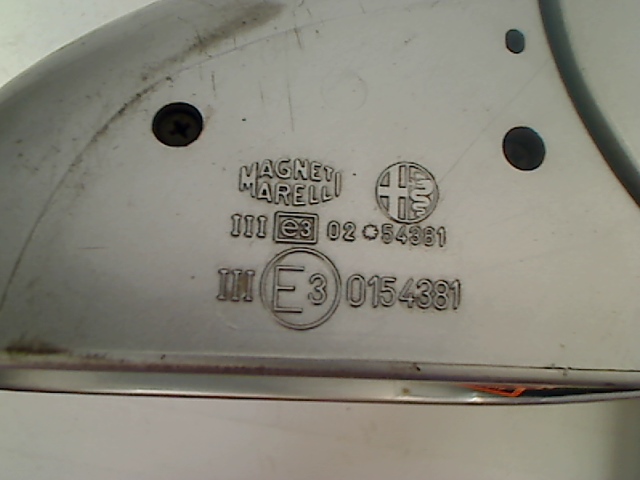 MAGNETI
MARELLI
III e3 02*54381
III E3 0154381